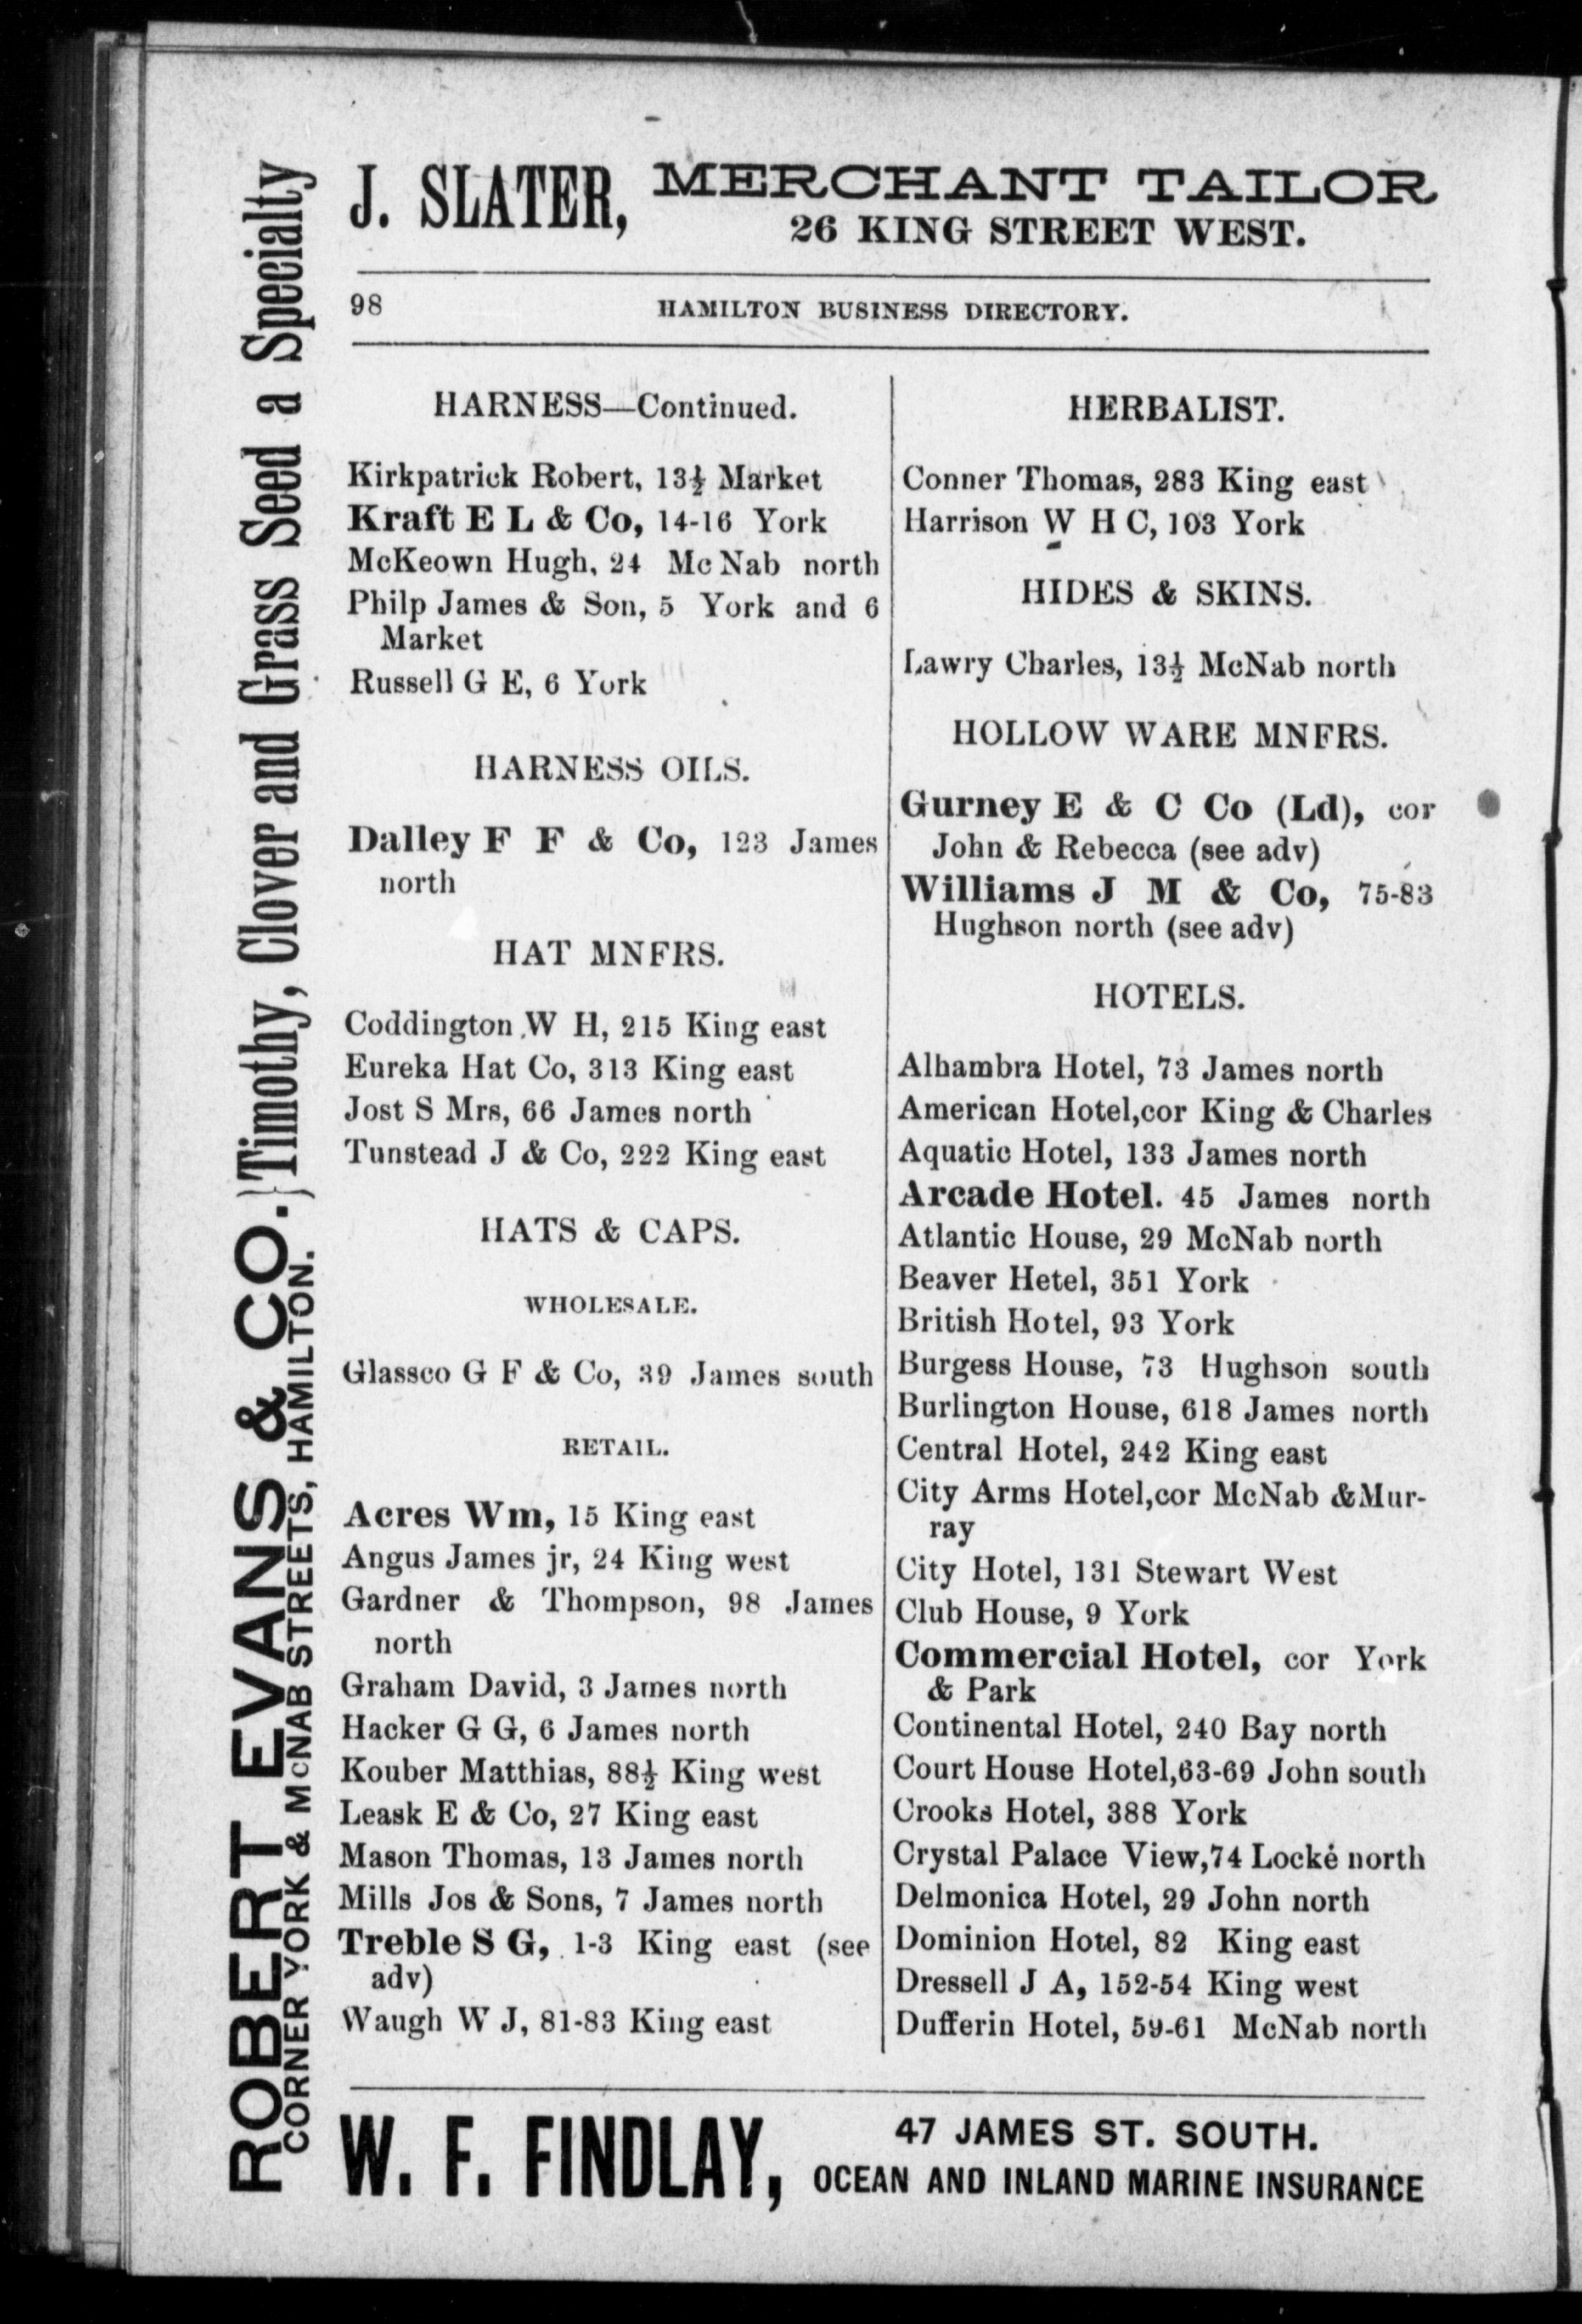 J. SLATER, MERCHANT TAILOR
26 KING STREET WEST.
98 HAMILTON BUSINESS DIRECTORY.
HARNESS—Continued.
Kirkpatrick Robert, 13½ Market
Kraft E L & Co, 14-16 York
McKeown Hugh, 24 McNab north
Philp James & Son, 5 York and 6
Market
Russell G E, 6 York
HARNESS OILS.
Dalley F F & Co, 123 James
north
HAT MNFRS.
Coddington W H, 215 King east
Eureka Hat Co, 313 King east
Jost S Mrs, 66 James north
Tunstead J & Co, 222 King east
HATS & CAPS.
WHOLESALE.
Glassco G F & Co, 39 James south
RETAIL.
Acres Wm, 15 King east
Angus James jr, 24 King west
Gardner & Thompson, 98 James
north
Graham David, 3 James north
Hacker G G, 6 James north
Kouber Matthias, 88½ King west
Leask E & Co, 27 King east
Mason Thomas, 13 James north
Mills Jos & Sons, 7 James north
Treble S G, 1-3 King east (see
adv)
Waugh W J, 81-83 King east
HERBALIST.
Conner Thomas, 283 King east
Harrison W H C, 103 York
HIDES & SKINS.
Lawry Charles, 13½ McNab north
HOLLOW WARE MNFRS.
Gurney E & C Co (Ld), cor
John & Rebecca (see adv)
Williams J M & Co, 75-83
Hughson north (see adv)
HOTELS.
Alhambra Hotel, 73 James north
American Hotel,cor King & Charles
Aquatic Hotel, 133 James north
Arcade Hotel. 45 James north
Atlantic House, 29 McNab north
Beaver Hetel, 351 York
British Hotel, 93 York
Burgess House, 73 Hughson south
Burlington House, 618 James north
Central Hotel, 242 King east
City Arms Hotel,cor McNab &Mur-
ray
City Hotel, 131 Stewart West
Club House, 9 York
Commercial Hotel, cor York
& Park
Continental Hotel, 240 Bay north
Court House Hotel,63-69 John south
Crooks Hotel, 388 York
Crystal Palace View,74 Locke north
Delmonica Hotel, 29 John north
Dominion Hotel, 82 King east
Dressell J A, 152-54 King west
Dufferin Hotel, 59-61 McNab north
W. F. FINDLAY, 47 JAMES ST. SOUTH.
OCEAN AND INLAND MARINE INSURANCE
ROBERT EVANS & CO.} Timothy, Clover and Grass Seed a Specialty
CORNER YORK & McNAB STREETS, HAMILTON.